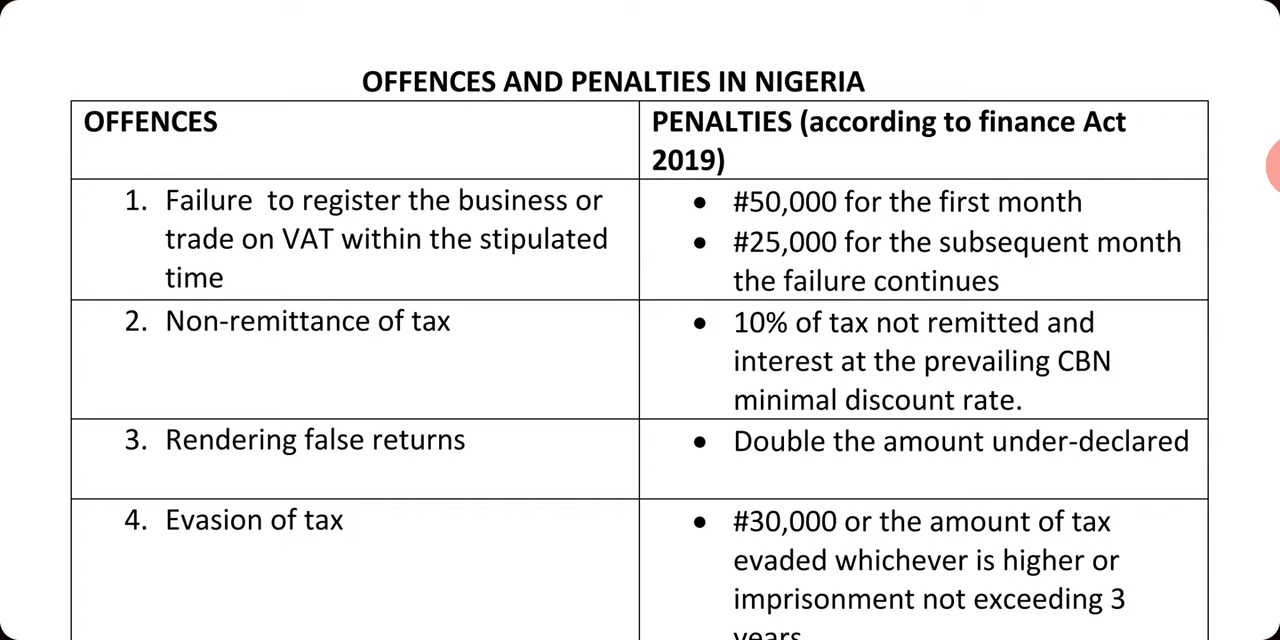 OFFENCES AND PENALTIES IN NIGERIA
OFFENCES
PENALTIES (according to finance Act
2019)
1. Failure  to register the business or
trade on VAT within the stipulated
time
• #50,000 for the first month
• #25,000 for the subsequent month
the failure continues
2. Non-remittance of tax
• 10% of tax not remitted and
interest at the prevailing CBN
minimal discount rate.
3. Rendering false returns
• Double the amount under-declared
4. Evasion of tax
• #30,000 or the amount of tax
evaded whichever is higher or
imprisonment not exceeding 3
years